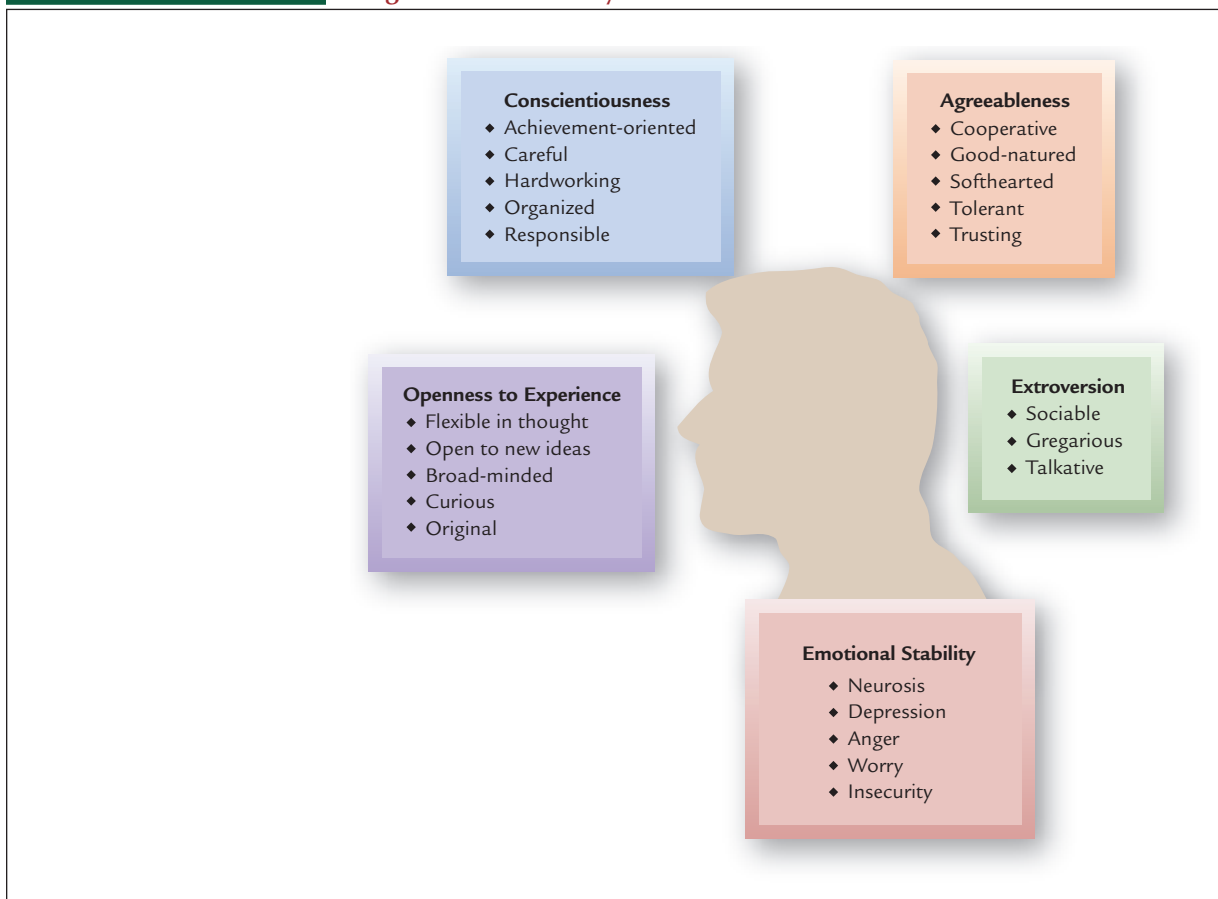 Conscientiousness
◆ Achievement-oriented
◆ Careful
◆ Hardworking
◆ Organized
◆ Responsible
Agreeableness
◆ Cooperative
◆ Good-natured
◆ Softhearted
◆ Tolerant
◆ Trusting
Openness to Experience
◆ Flexible in thought
◆ Open to new ideas
◆ Broad-minded
◆ Curious
◆ Original
Extroversion
◆ Sociable
◆ Gregarious
◆ Talkative
Emotional Stability
◆ Neurosis
◆ Depression
◆ Anger
◆ Worry
◆ Insecurity